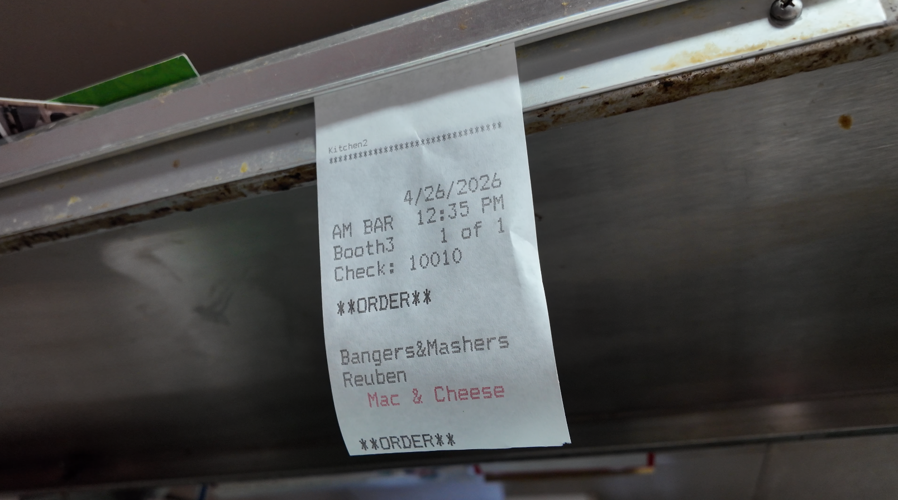 Kitchen2
4/26/2026
AM BAR 12:35 PM
Booth3 1 of 1
Check: 10010
**ORDER**
Bangers&Mashers
Reuben
Mac & Cheese
**ORDER**